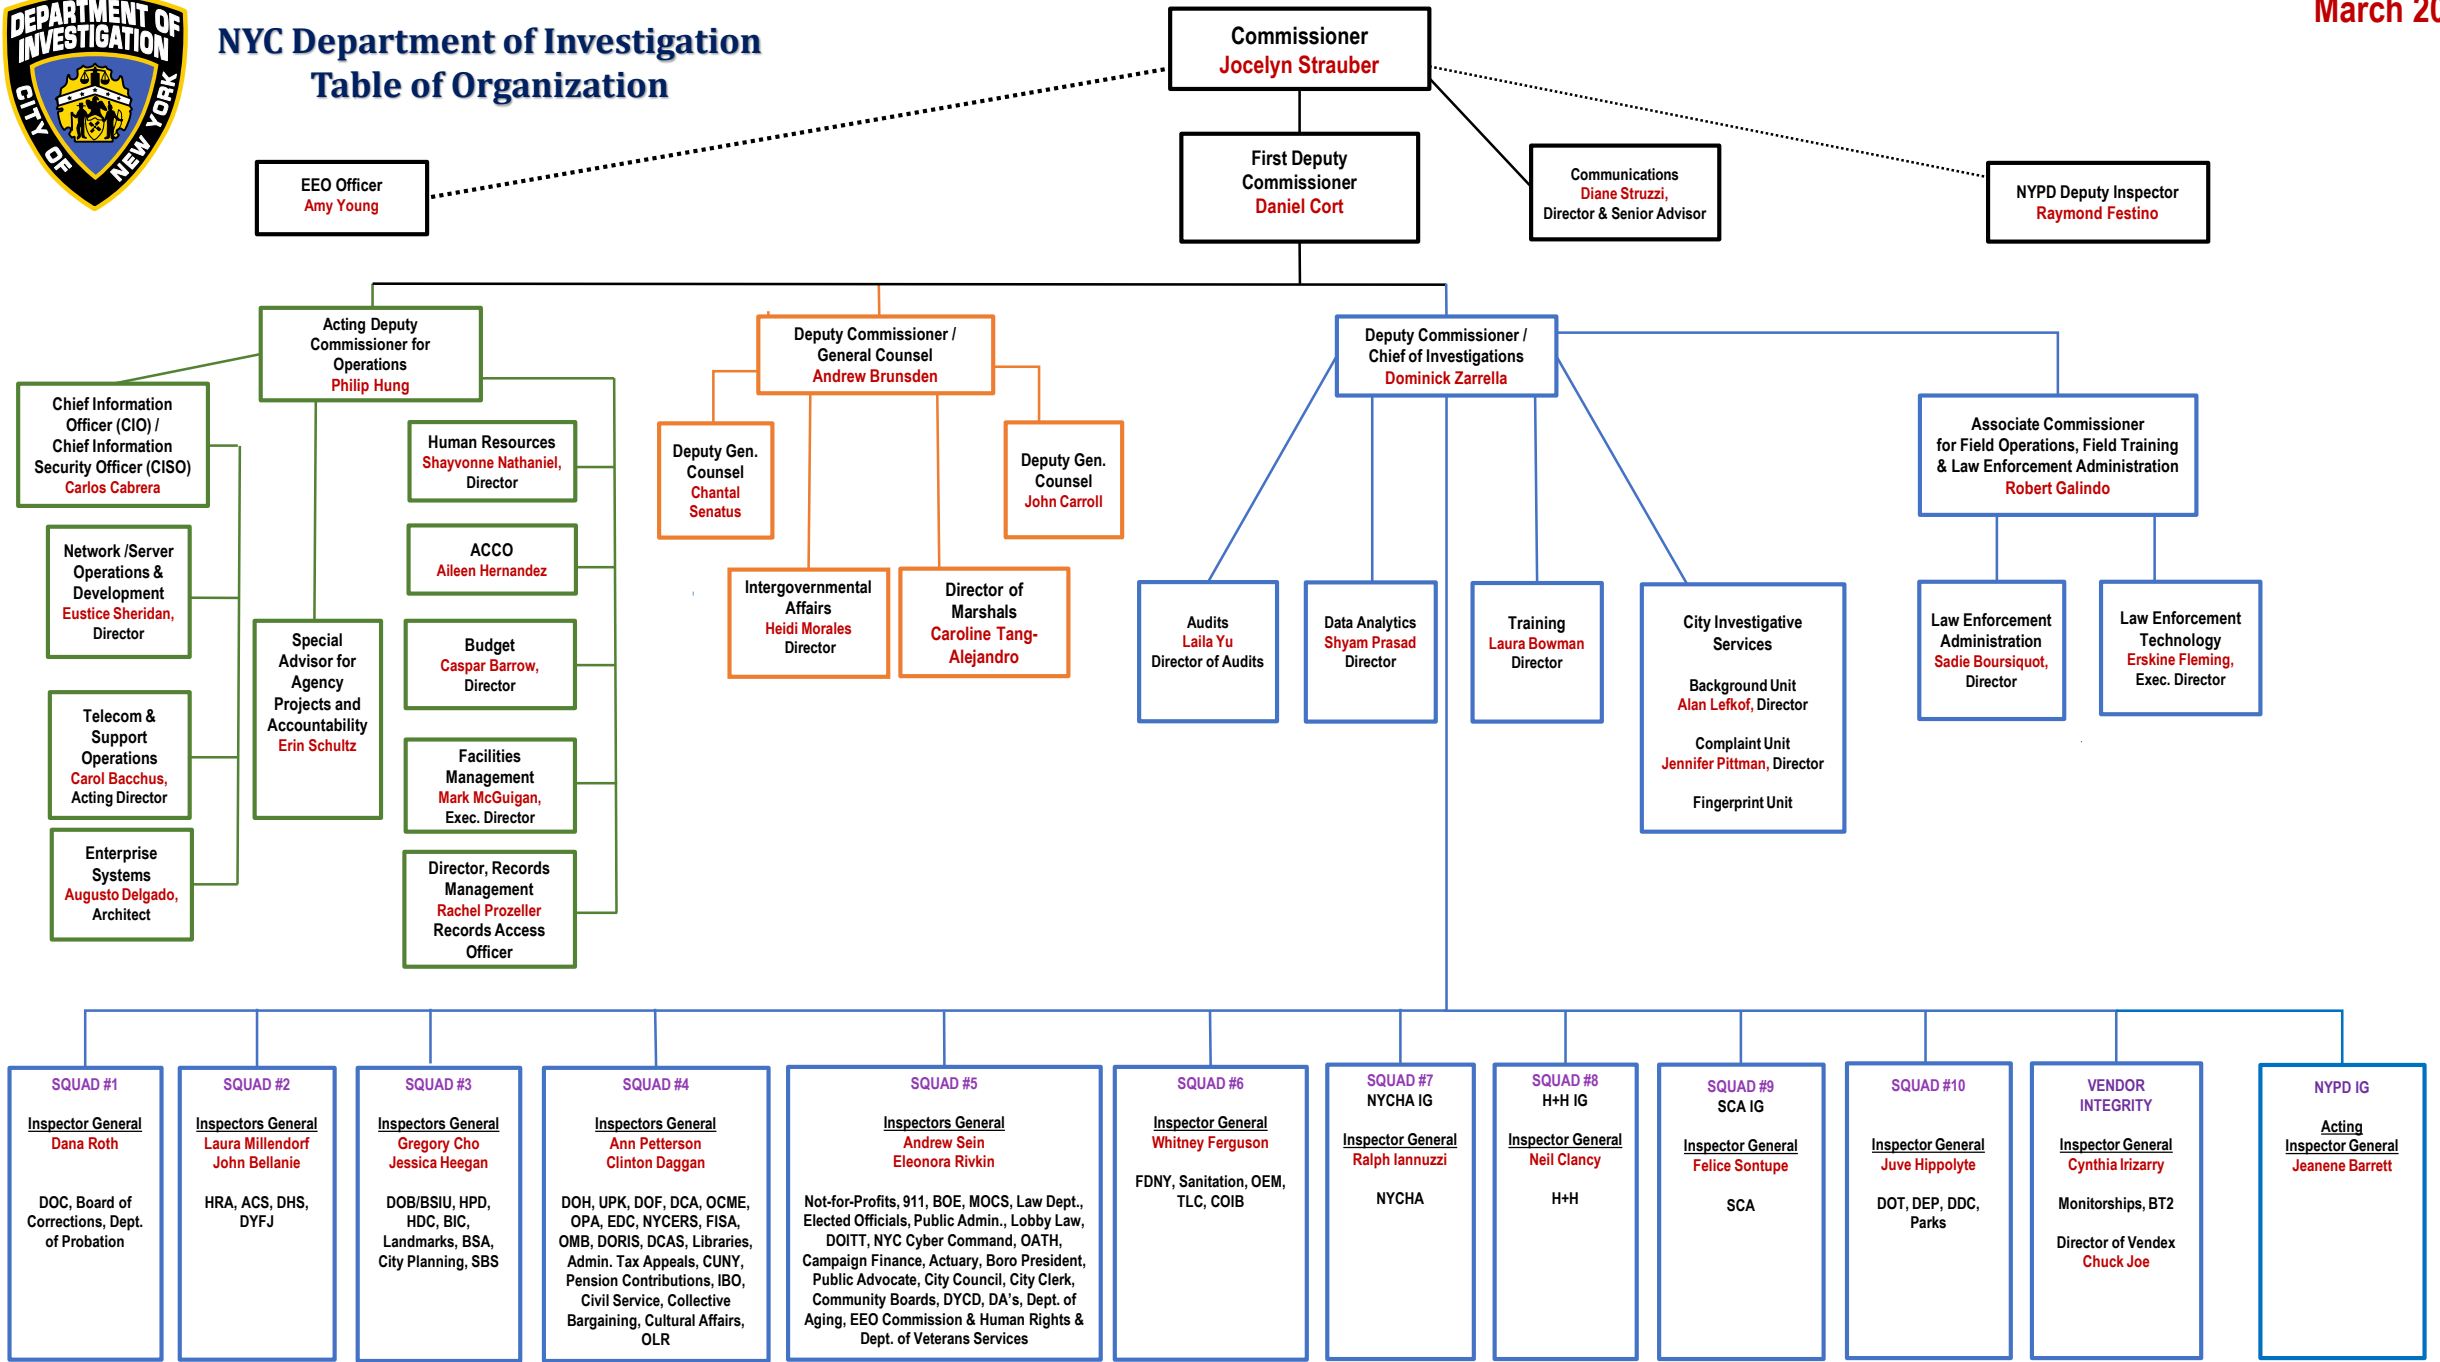 DEPARTMENT OF
INVESTIGATION
CITY OF
NEW YORK
NYC Department of Investigation
Table of Organization
March 20
Commissioner
Jocelyn Strauber
First Deputy
Commissioner
Daniel Cort
Communications
Diane Struzzi,
Director & Senior Advisor
NYPD Deputy Inspector
Raymond Festino
EEO Officer
Amy Young
Acting Deputy
Commissioner for
Operations
Philip Hung
Deputy Commissioner /
General Counsel
Andrew Brunsden
Deputy Commissioner /
Chief of Investigations
Dominick Zarrella
Chief Information
Officer (CIO) /
Chief Information
Security Officer (CISO)
Carlos Cabrera
Network /Server
Operations &
Development
Eustice Sheridan,
Director
Telecom &
Support
Operations
Carol Bacchus,
Acting Director
Enterprise
Systems
Augusto Delgado,
Architect
Special
Advisor for
Agency
Projects and
Accountability
Erin Schultz
Human Resources
Shayvonne Nathaniel,
Director
ACCO
Aileen Hernandez
Budget
Caspar Barrow,
Director
Facilities
Management
Mark McGuigan,
Exec. Director
Director, Records
Management
Rachel Prozeller
Records Access
Officer
Deputy Gen.
Counsel
Chantal
Senatus
Deputy Gen.
Counsel
John Carroll
Intergovernmental
Affairs
Heidi Morales
Director
Director of
Marshals
Caroline Tang-
Alejandro
Audits
Laila Yu
Director of Audits
Data Analytics
Shyam Prasad
Director
Training
Laura Bowman
Director
City Investigative
Services
Background Unit
Alan Lefkof, Director
Complaint Unit
Jennifer Pittman, Director
Fingerprint Unit
Associate Commissioner
for Field Operations, Field Training
& Law Enforcement Administration
Robert Galindo
Law Enforcement
Administration
Sadie Boursiquot,
Director
Law Enforcement
Technology
Erskine Fleming,
Exec. Director
SQUAD #1
Inspector General
Dana Roth
DOC, Board of
Corrections, Dept.
of Probation
SQUAD #2
Inspectors General
Laura Millendorf
John Bellanie
HRA, ACS, DHS,
DYFJ
SQUAD #3
Inspectors General
Gregory Cho
Jessica Heegan
DOB/BSIU, HPD,
HDC, BIC,
Landmarks, BSA,
City Planning, SBS
SQUAD #4
Inspectors General
Ann Petterson
Clinton Daggan
DOH, UPK, DOF, DCA, OCME,
OPA, EDC, NYCERS, FISA,
OMB, DORIS, DCAS, Libraries,
Admin. Tax Appeals, CUNY,
Pension Contributions, IBO,
Civil Service, Collective
Bargaining, Cultural Affairs,
OLR
SQUAD #5
Inspectors General
Andrew Sein
Eleonora Rivkin
Not-for-Profits, 911, BOE, MOCS, Law Dept.,
Elected Officials, Public Admin., Lobby Law,
DOITT, NYC Cyber Command, OATH,
Campaign Finance, Actuary, Boro President,
Public Advocate, City Council, City Clerk,
Community Boards, DYCD, DA's, Dept. of
Aging, EEO Commission & Human Rights &
Dept. of Veterans Services
SQUAD #6
Inspector General
Whitney Ferguson
FDNY, Sanitation, OEM,
TLC, COIB
SQUAD #7
NYCHA IG
Inspector General
Ralph Iannuzzi
NYCHA
SQUAD #8
H+H IG
Inspector General
Neil Clancy
H+H
SQUAD #9
SCA IG
Inspector General
Felice Sontupe
SCA
SQUAD #10
Inspector General
Juve Hippolyte
DOT, DEP, DDC,
Parks
VENDOR
INTEGRITY
Inspector General
Cynthia Irizarry
Monitorships, BT2
Director of Vendex
Chuck Joe
NYPD IG
Acting
Inspector General
Jeanene Barrett